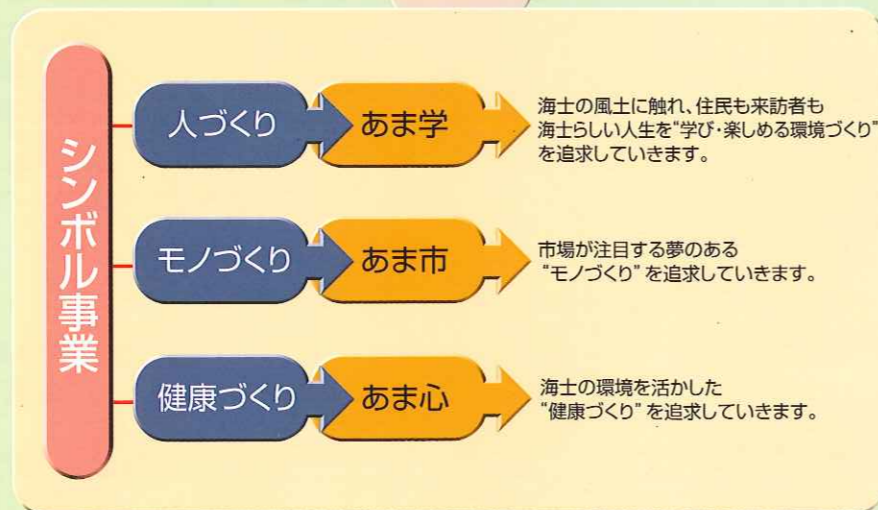 シンボル事業
人づくり
あま学
海士の風土に触れ、住民も来訪者も
海士らしい人生を"学び・楽しめる環境づくり"
を追求していきます。
モノづくり
あま市
市場が注目する夢のある
"モノづくり"を追求していきます。
健康づくり
あま心
海士の環境を活かした
"健康づくり"を追求していきます。